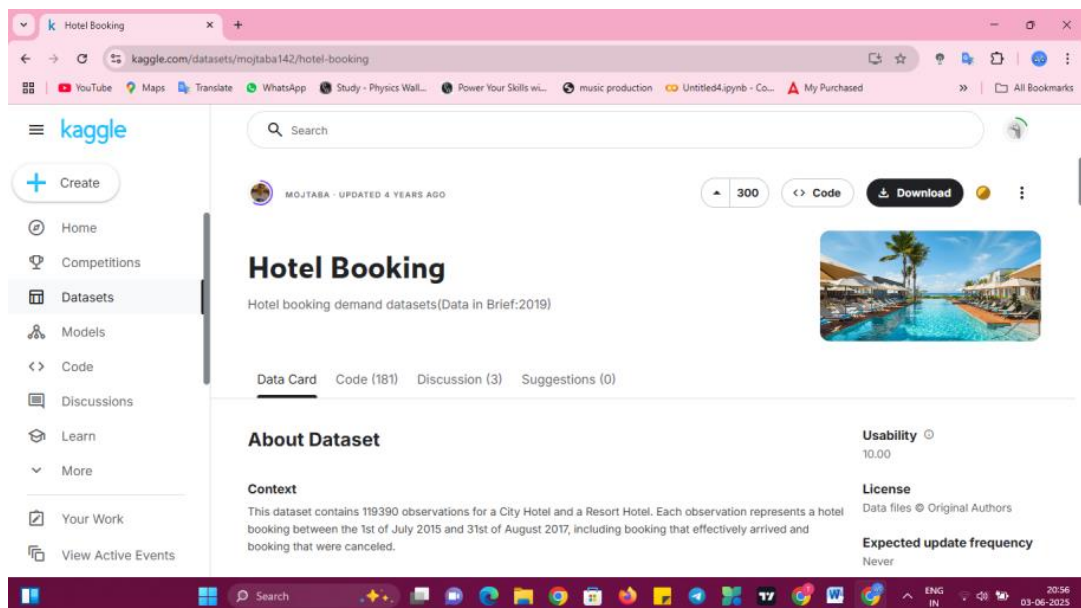 Hotel Booking
kaggle.com/datasets/mojtaba142/hotel-booking
YouTube Maps Translate WhatsApp Study - Physics Wall... Power Your Skills wi... music production Untitled4.ipynb - Co... My Purchased » All Bookmarks
kaggle
Search
Create
Home
Competitions
Datasets
Models
Code
Discussions
Learn
More
Your Work
View Active Events
MOJTABA · UPDATED 4 YEARS AGO
300
<> Code
Download
Hotel Booking
Hotel booking demand datasets(Data in Brief:2019)
Data Card Code (181) Discussion (3) Suggestions (0)
About Dataset
Context
This dataset contains 119390 observations for a City Hotel and a Resort Hotel. Each observation represents a hotel
booking between the 1st of July 2015 and 31st of August 2017, including booking that effectively arrived and
booking that were canceled.
Usability
10.00
License
Data files © Original Authors
Expected update frequency
Never
Search
ENG
IN
20:56
03-06-2025